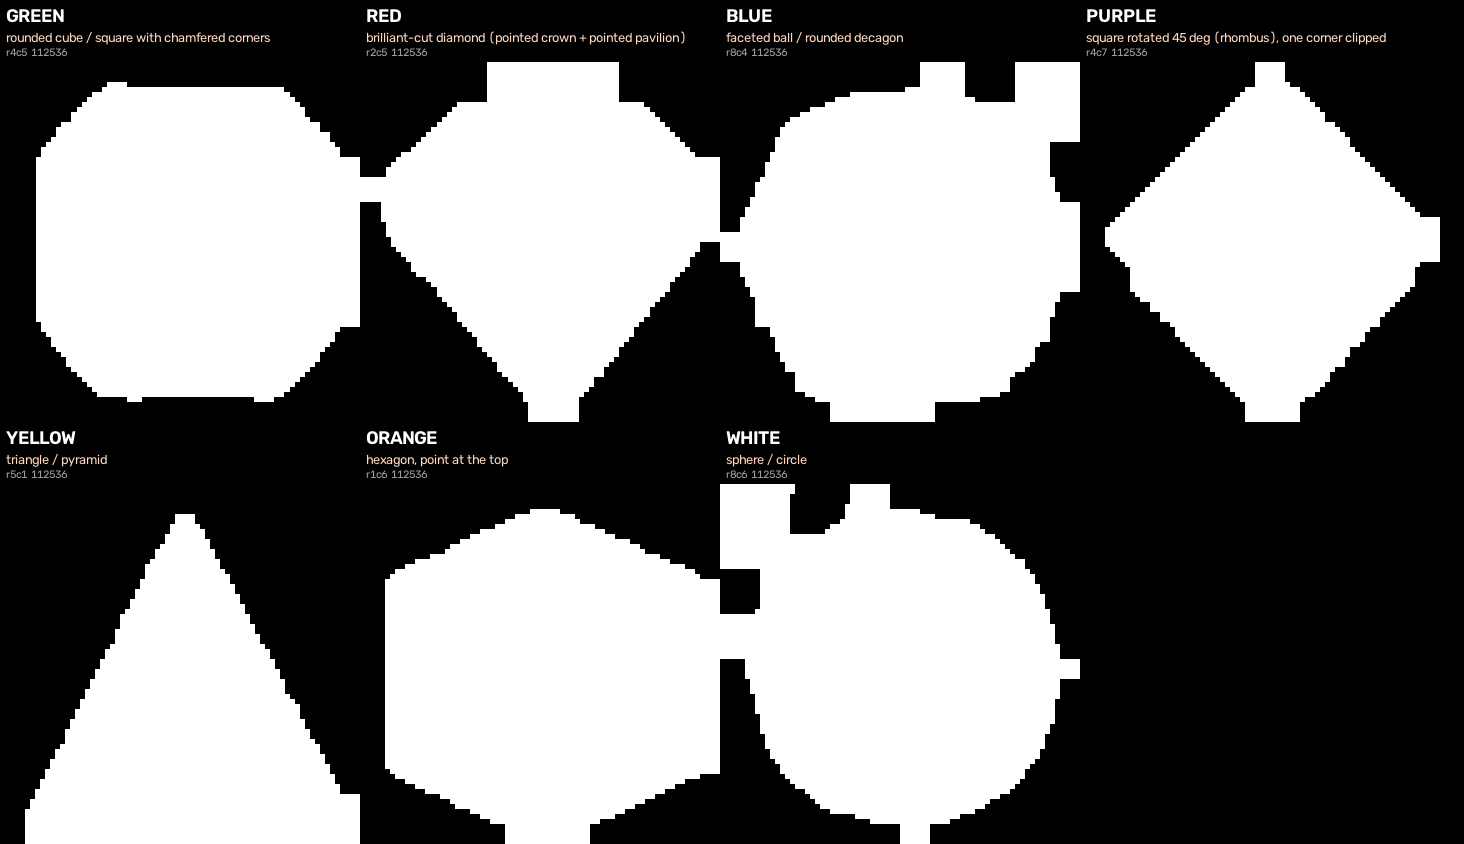 GREEN
rounded cube / square with chamfered corners
r4c5 112536
RED
brilliant-cut diamond (pointed crown + pointed pavilion)
r2c5 112536
BLUE
faceted ball / rounded decagon
r8c4 112536
PURPLE
square rotated 45 deg (rhombus), one corner clipped
r4c7 112536
YELLOW
triangle / pyramid
r5c1 112536
ORANGE
hexagon, point at the top
r1c6 112536
WHITE
sphere / circle
r8c6 112536